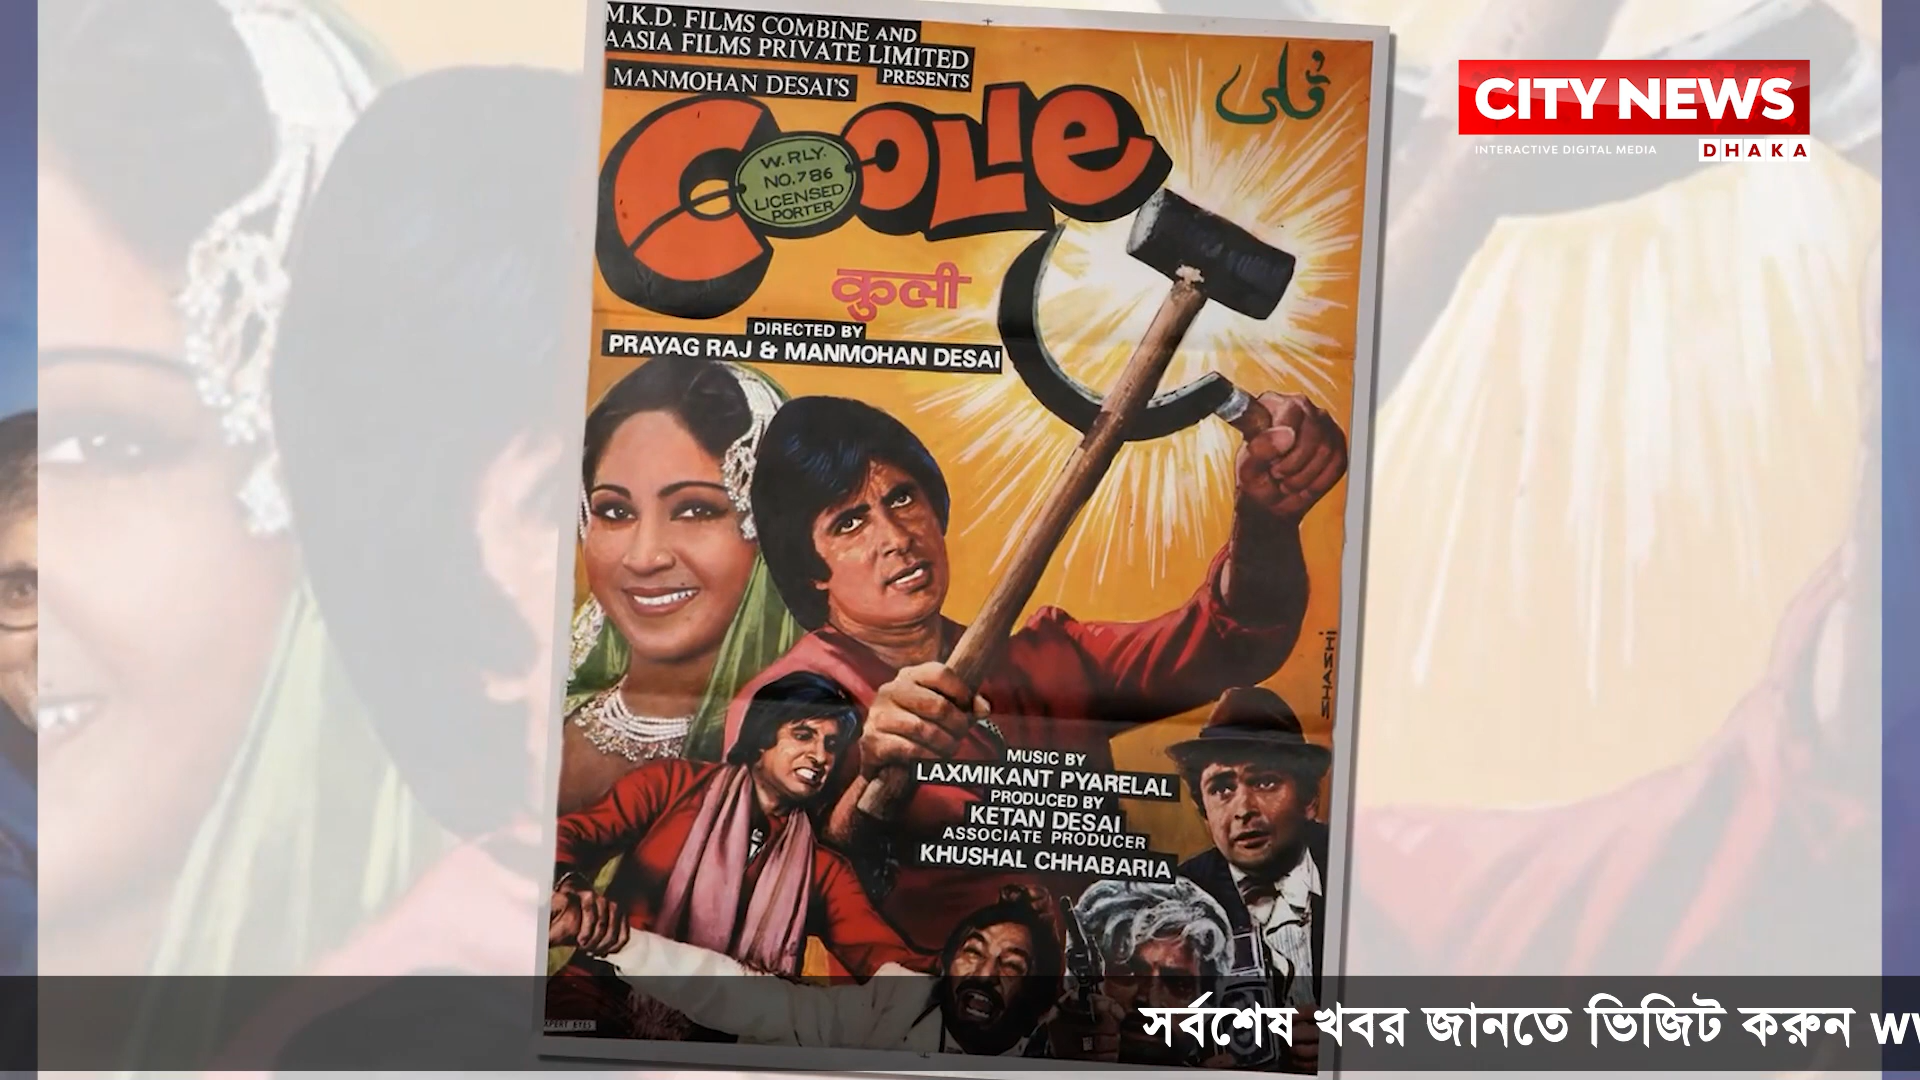 M.K.D. FILMS COMBINE AND
AASIA FILMS PRIVATE LIMITED
PRESENTS
MANMOHAN DESAI'S
COOLIE
W.RLY.
NO.786
LICENSED
PORTER
قلی
कुली
DIRECTED BY
PRAYAG RAJ & MANMOHAN DESAI
SHASHI
MUSIC BY
LAXMIKANT PYARELAL
PRODUCED BY
KETAN DESAI
ASSOCIATE PRODUCER
KHUSHAL CHHABARIA
XPERT EYES
CITY NEWS
INTERACTIVE DIGITAL MEDIA
DHAKA
সর্বশেষ খবর জানতে ভিজিট করুন